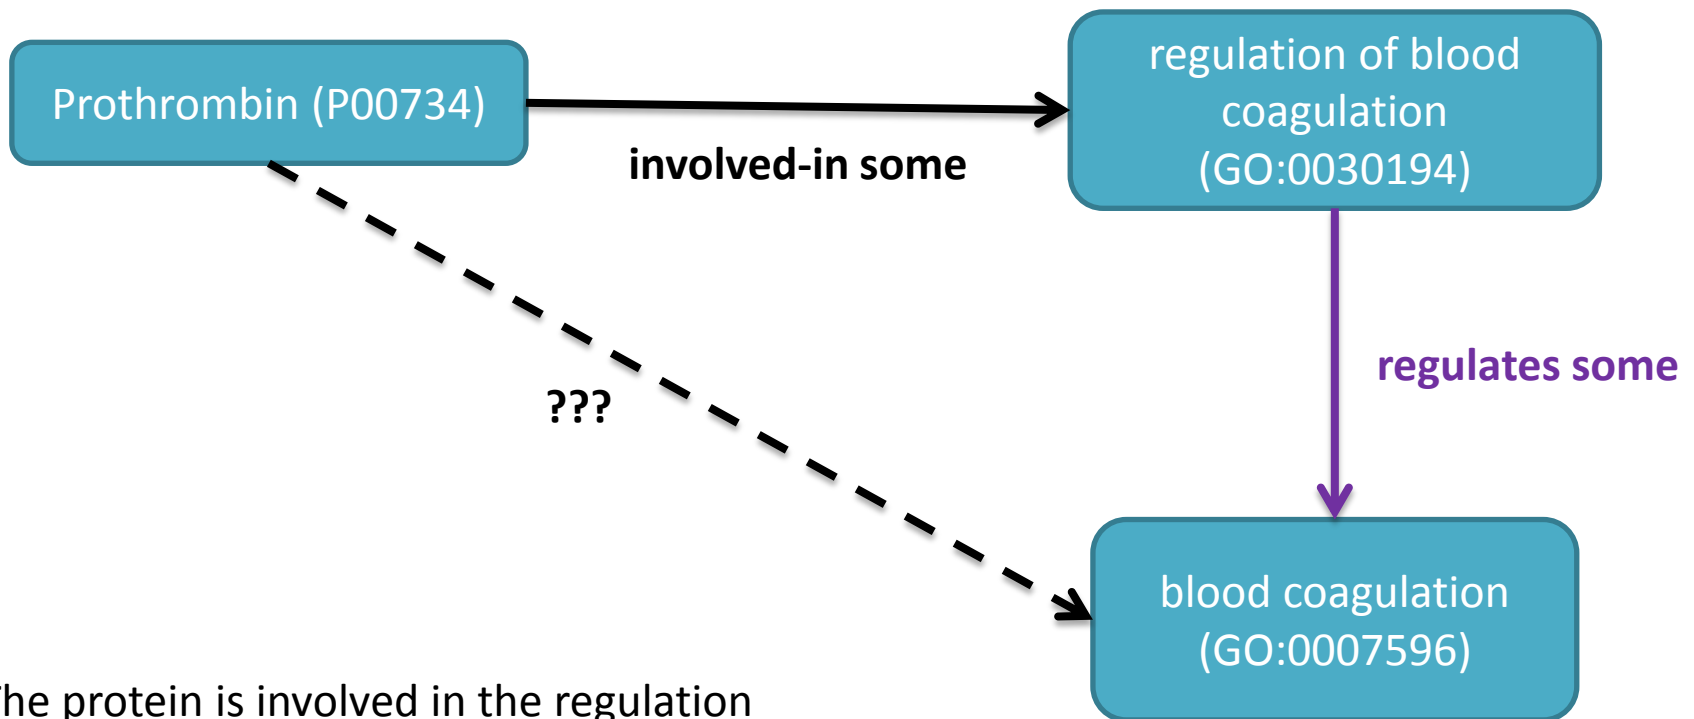 Prothrombin (P00734)
regulation of blood
coagulation
(GO:0030194)
involved-in some
regulates some
???
blood coagulation
(GO:0007596)
he protein is involved in the regulation